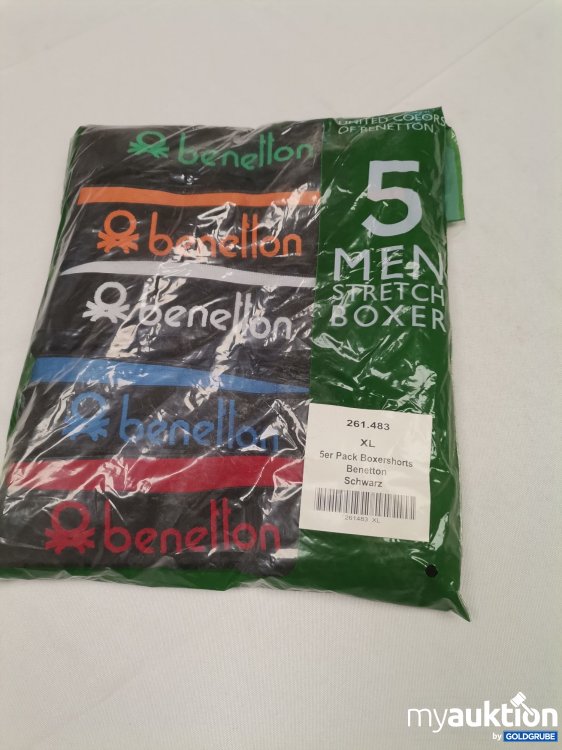 UNITED COLORS
OF BENETTON
5
MEN
STRETCH
BOXER
benetton
benetton
benetton
benetton
benetton
261.483
XL
5er Pack Boxershorts
Benetton
Schwarz
261483 XL
myauktion
by GOLDGRUBE